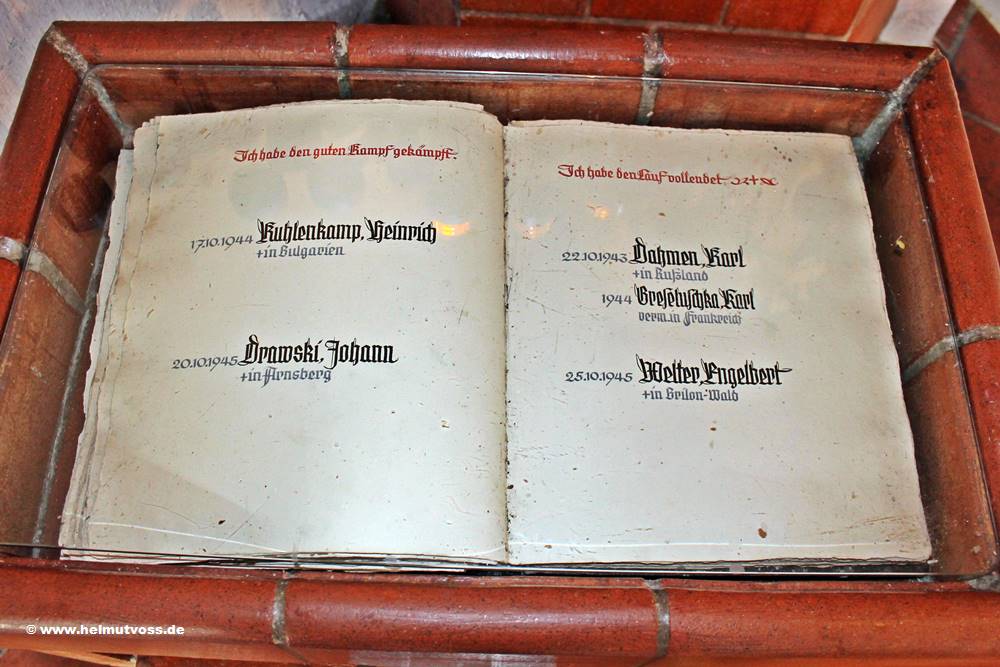 Ich habe den guten Kampf gekämpft.
17.10.1944 Kuhlenkamp, Heinrich
+in Bulgarien
20.10.1945 Drawski, Johann
+in Arnsberg
Ich habe den Lauf vollendet.
22.10.1943 Dahmen, Karl
+in Rußland
1944 Greseluschka, Karl
verm. in Frankreich
25.10.1945 Welter, Engelbert
+in Brilon-Wald
© www.helmutvoss.de